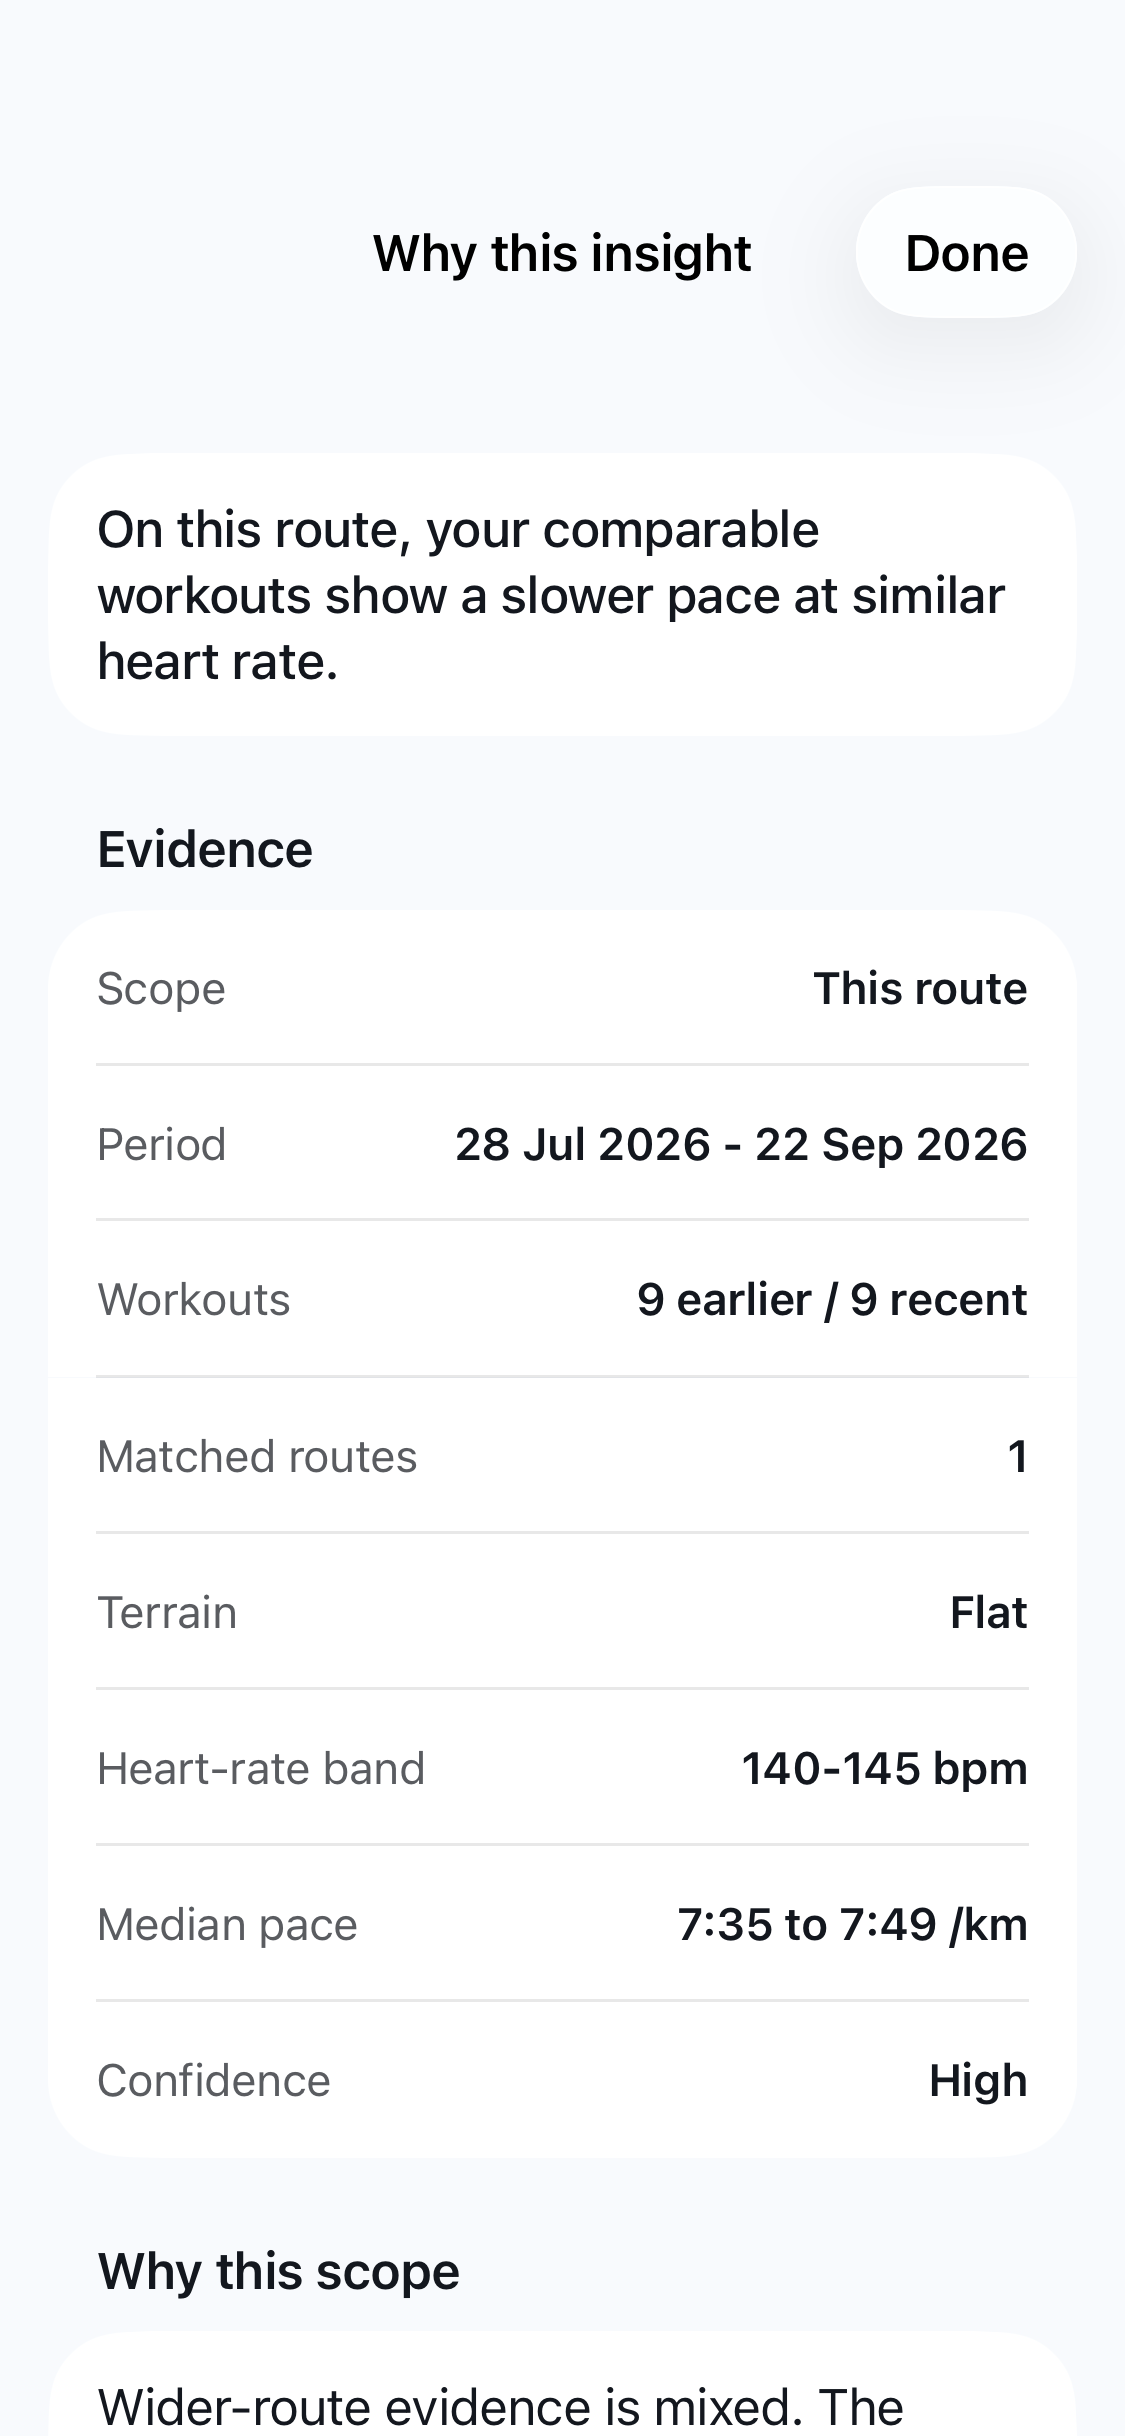 Why this insight
Done
On this route, your comparable
workouts show a slower pace at similar
heart rate.
Evidence
Scope This route
Period 28 Jul 2026 - 22 Sep 2026
Workouts 9 earlier / 9 recent
Matched routes 1
Terrain Flat
Heart-rate band 140-145 bpm
Median pace 7:35 to 7:49 /km
Confidence High
Why this scope
Wider-route evidence is mixed. The